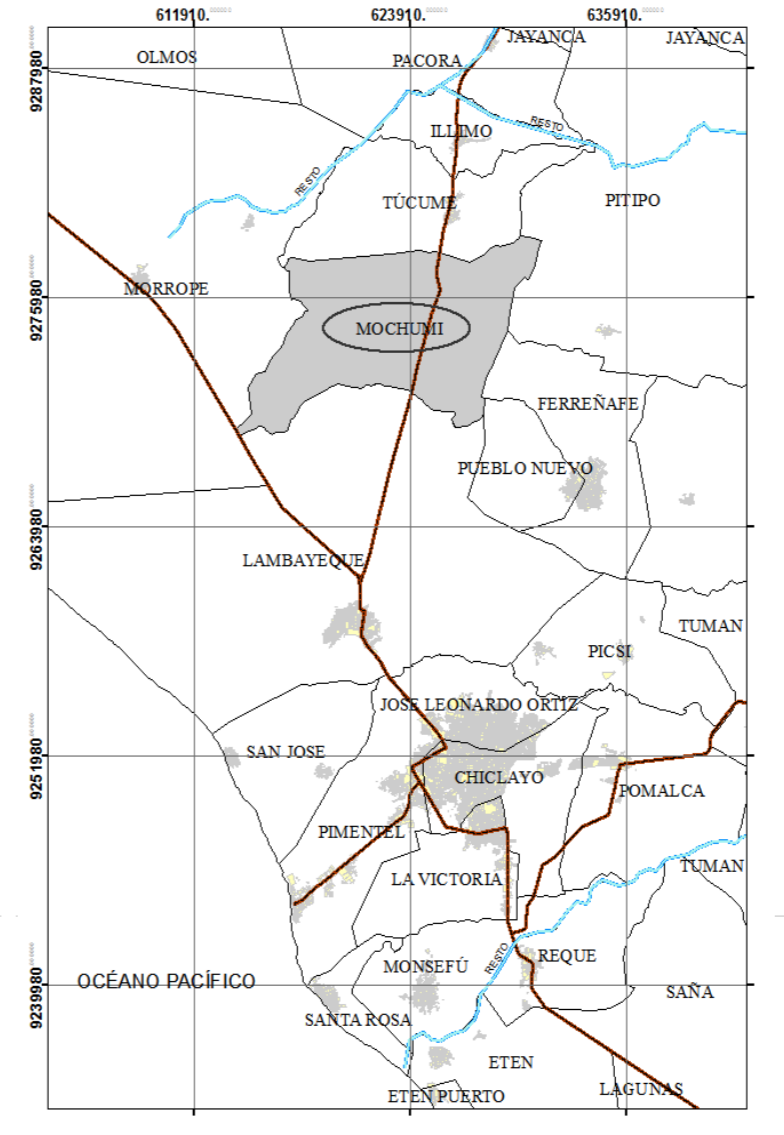 611910.
623910.
635910.
9287980
9275980
9263980
9251980
9239980
OLMOS
PACORA
JAYANCA
JAYANCA
ILLIMO
RESTO
RESTO
TÚCUME
PITIPO
MORROPE
MOCHUMI
FERREÑAFE
PUEBLO NUEVO
LAMBAYEQUE
TUMAN
PICSI
JOSE LEONARDO ORTIZ
SAN JOSE
CHICLAYO
POMALCA
PIMENTEL
TUMAN
LA VICTORIA
RESTO
REQUE
MONSEFÚ
OCÉANO PACÍFICO
SAÑA
SANTA ROSA
ETEN
LAGUNAS
ETEN PUERTO